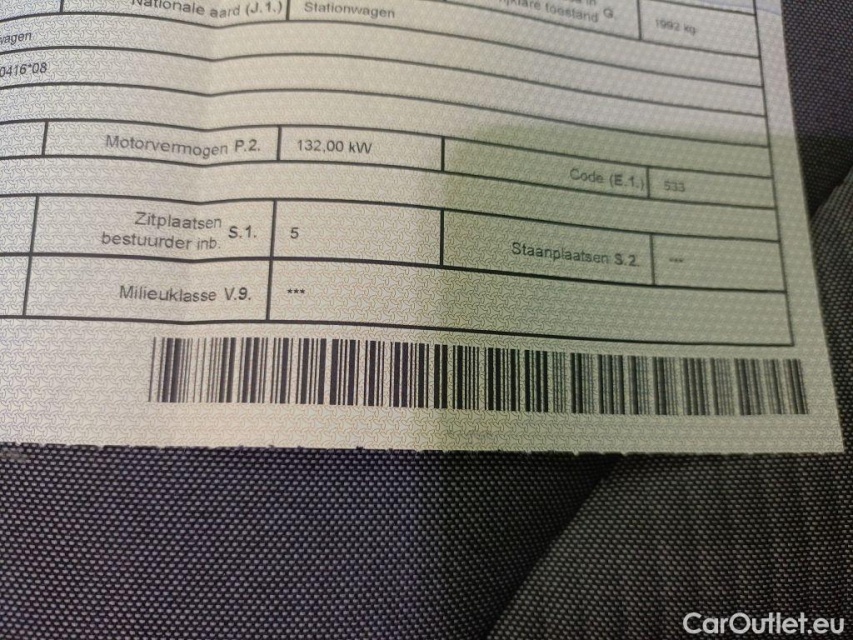 Nationale aard (J.1.) Stationwagen
toestand G. 1992 kg
0416*08
Motorvermogen P.2. 132,00 kW
Code (E.1.) 533
Zitplaatsen
bestuurder inb. S.1. 5
Staanplaatsen S.2. ---
Milieuklasse V.9. ***
CarOutlet.eu